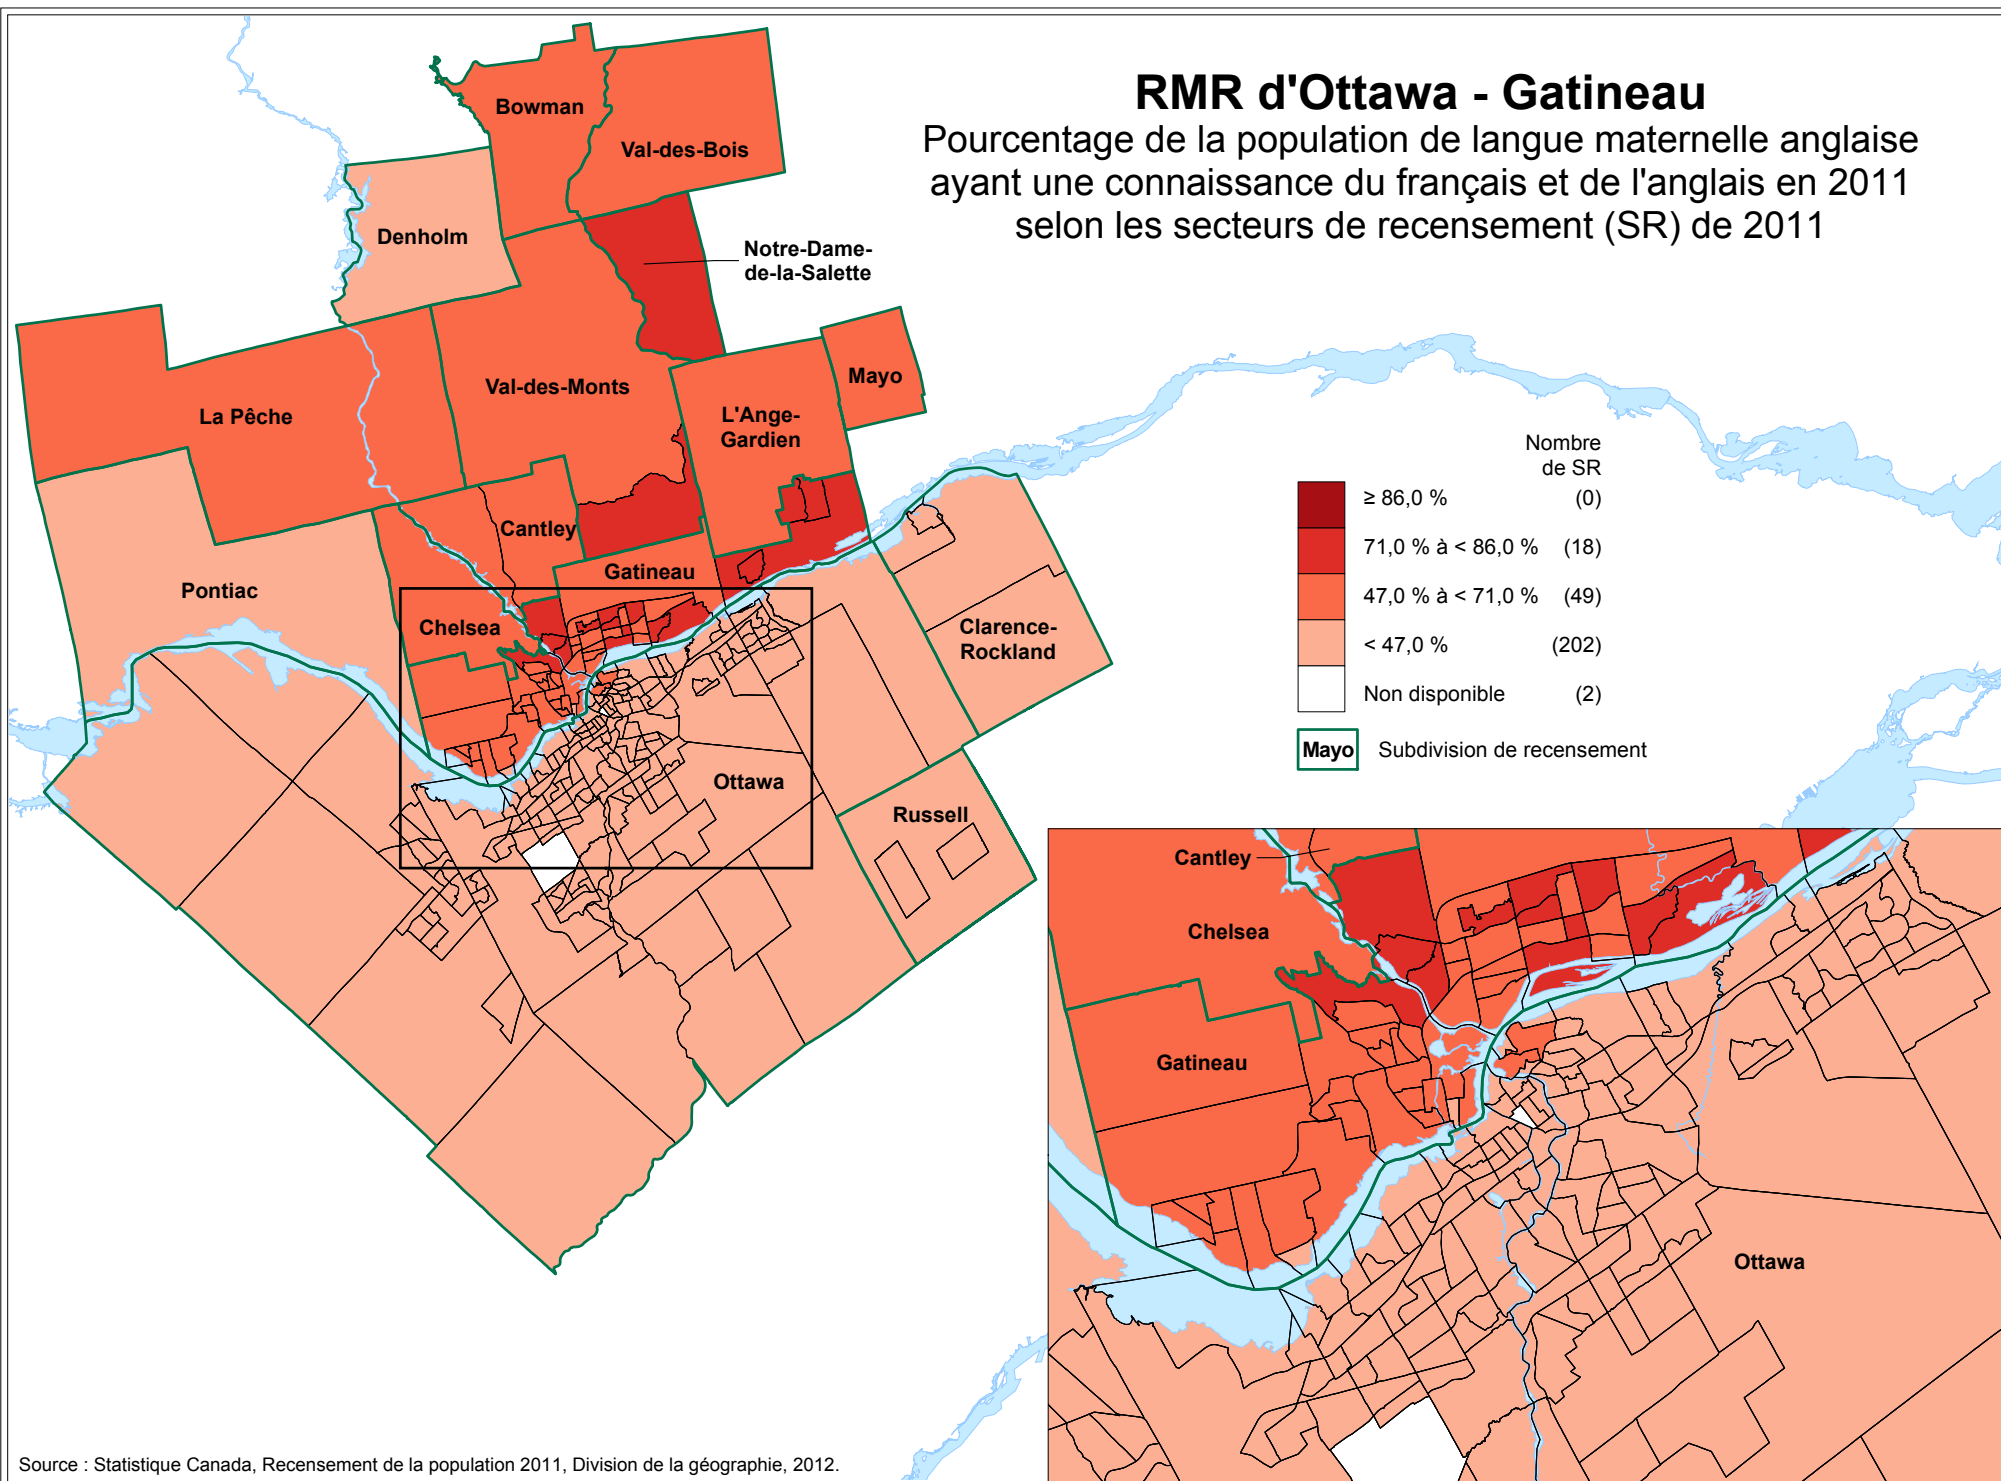 RMR d'Ottawa - Gatineau
Pourcentage de la population de langue maternelle anglaise
ayant une connaissance du français et de l'anglais en 2011
selon les secteurs de recensement (SR) de 2011
Bowman
Val-des-Bois
Denholm
Notre-Dame-
de-la-Salette
La Pêche
Val-des-Monts
L'Ange-
Gardien
Mayo
Cantley
Gatineau
Pontiac
Chelsea
Clarence-
Rockland
Ottawa
Russell
Nombre
de SR
≥ 86,0 % (0)
71,0 % à < 86,0 % (18)
47,0 % à < 71,0 % (49)
< 47,0 % (202)
Non disponible (2)
Mayo Subdivision de recensement
Cantley
Chelsea
Gatineau
Ottawa
Source : Statistique Canada, Recensement de la population 2011, Division de la géographie, 2012.